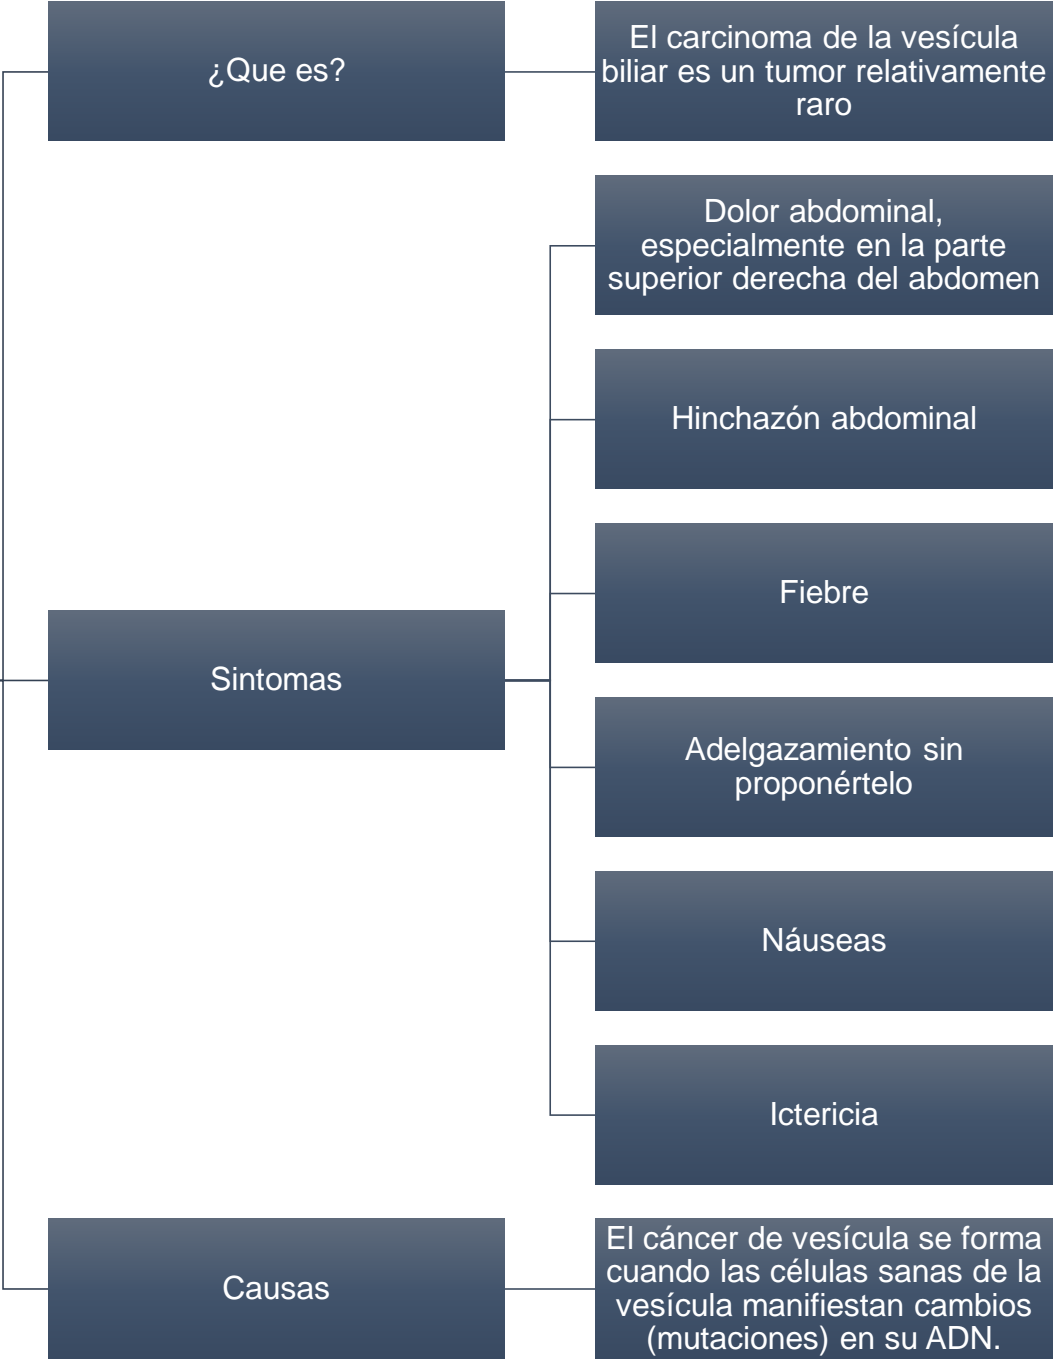 ¿Que es?
El carcinoma de la vesícula
biliar es un tumor relativamente
raro
Sintomas
Dolor abdominal,
especialmente en la parte
superior derecha del abdomen
Hinchazón abdominal
Fiebre
Adelgazamiento sin
proponértelo
Náuseas
Ictericia
Causas
El cáncer de vesícula se forma
cuando las células sanas de la
vesícula manifiestan cambios
(mutaciones) en su ADN.